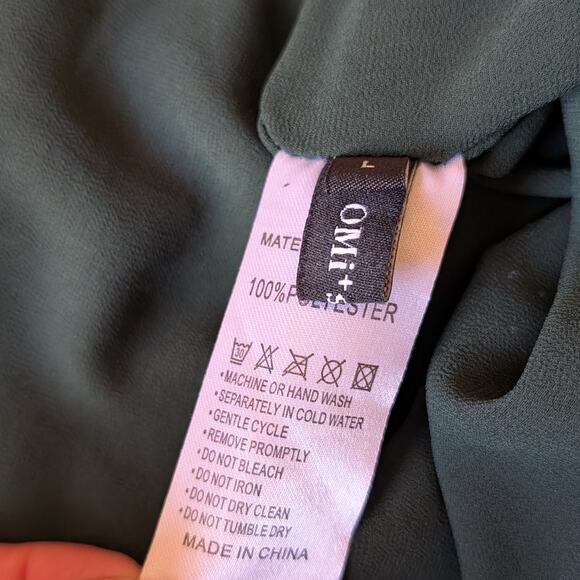 OMi+s
MATE
100%POLYESTER
30
•MACHINE OR HAND WASH
•SEPARATELY IN COLD WATER
•GENTLE CYCLE
•REMOVE PROMPTLY
•DO NOT BLEACH
•DO NOT IRON
•DO NOT DRY CLEAN
•DO NOT TUMBLE DRY
MADE IN CHINA